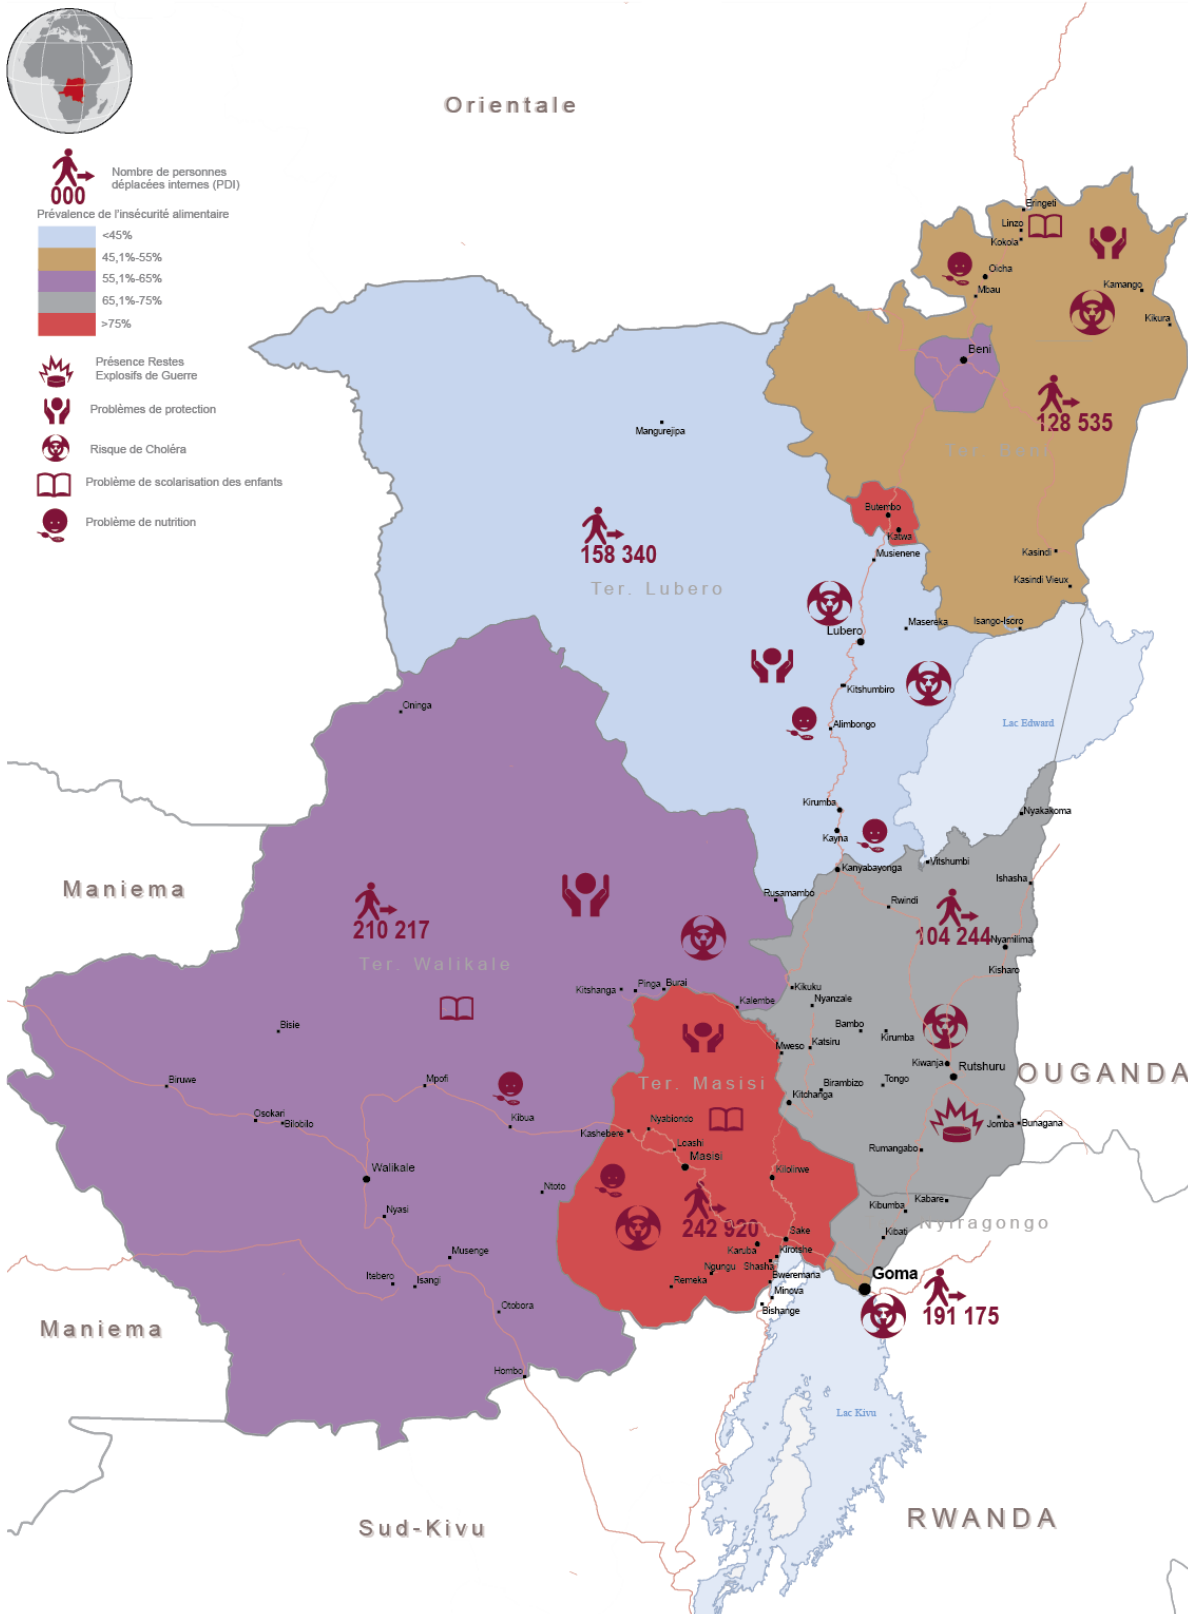 Orientale
Nombre de personnes
déplacées internes (PDI)
000
Prévalence de l'insécurité alimentaire
<45%
45,1%-55%
55,1%-65%
65,1%-75%
>75%
Présence Restes
Explosifs de Guerre
Problèmes de protection
Risque de Choléra
Problème de scolarisation des enfants
Problème de nutrition
Eringeti
Linzo
Kokola
Oicha
Mbau
Kamango
Kikura
Beni
128 535
Ter. Beni
Mangurejipa
Butembo
Katwa
Musienene
158 340
Ter. Lubero
Kasindi
Kasindi Vieux
Isango-Isoro
Masereka
Lubero
Kitshumbiro
Alimbongo
Lac Edward
Oninga
Kirumba
Kayna
Nyakakoma
Kanyabayonga
Vitshumbi
Ishasha
Maniema
Rusamambo
Rwindi
210 217
104 244
Nyamilima
Ter. Walikale
Kisharo
Kitshanga
Pinga
Burai
Kikuku
Kalembe
Nyanzale
Bisie
Bambo
Kirumba
Mweso
Katsiru
Kiwanja
Rutshuru
OUGANDA
Biruwe
Mpofi
Ter. Masisi
Birambizo
Tongo
Kitchanga
Osokari
Bilobilo
Kibua
Nyabiondo
Kashebere
Loashi
Jomba
Bunagana
Masisi
Rumangabo
Walikale
Kilolirwe
Ntoto
Kabare
Kibumba
Nyasi
242 920
Nyiragongo
Sake
Kibati
Musenge
Karuba
Kirotshe
Shasha
Itebero
Isangi
Ngungu
Remeka
Bweremana
Goma
Minova
Otobora
Bishange
191 175
Maniema
Hombo
Lac Kivu
Sud-Kivu
RWANDA